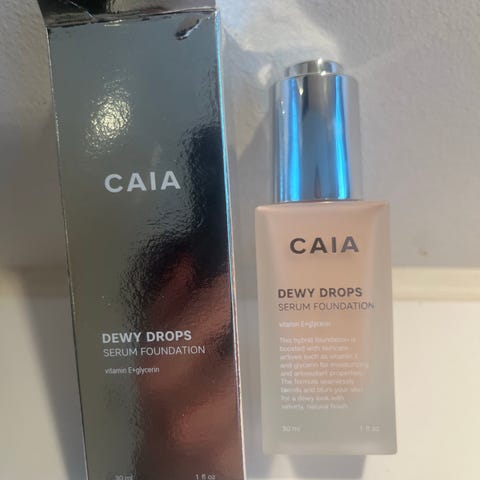 CAIA
DEWY DROPS
SERUM FOUNDATION
vitamin E+glycerin
30 ml 1 fl oz
CAIA
DEWY DROPS
SERUM FOUNDATION
vitamin E+glycerin
This hybrid foundation is
boosted with skincare
actives such as vitamin E
and glycerin for moisturizing
and antioxidant properties.
The formula seamlessly
blends and blurs your skin
for a dewy look with
velvety, natural finish.
30 ml 1 fl oz